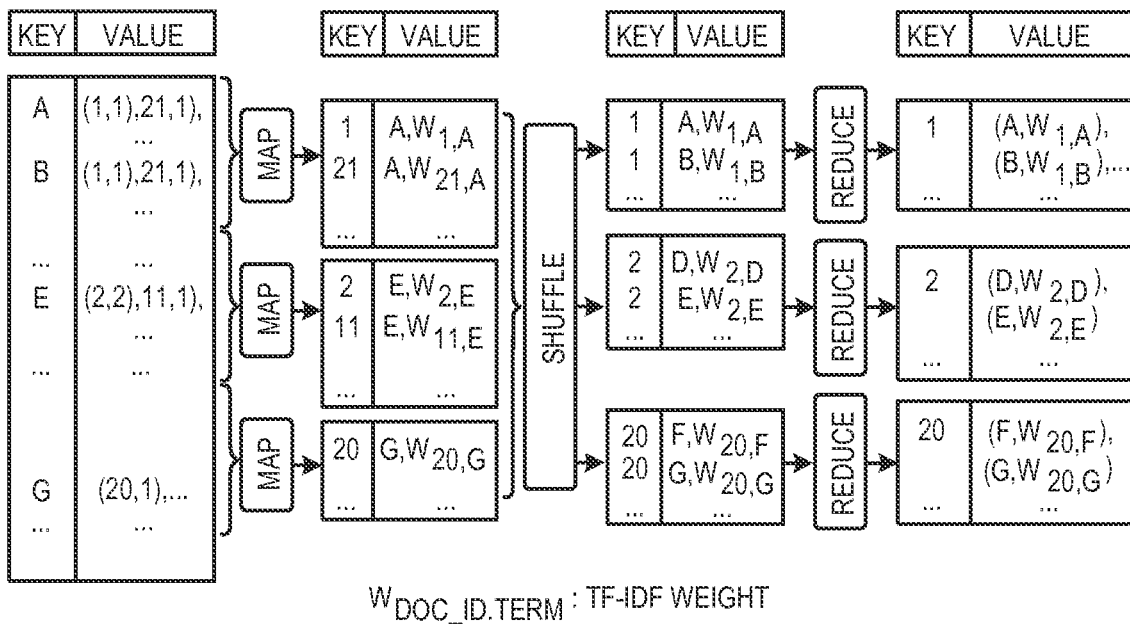 KEY VALUE
A (1,1),21,1),
...
B (1,1),21,1),
...
... ...
E (2,2),11,1),
...
... ...
G (20,1),...
... ...
MAP
MAP
MAP
KEY VALUE
1 A,W1,A
21 A,W21,A
... ...
2 E,W2,E
11 E,W11,E
... ...
20 G,W20,G
... ...
SHUFFLE
KEY VALUE
1 A,W1,A
1 B,W1,B
... ...
2 D,W2,D
2 E,W2,E
... ...
20 F,W20,F
20 G,W20,G
... ...
REDUCE
REDUCE
REDUCE
KEY VALUE
1 (A,W1,A),
(B,W1,B),...
... ...
2 (D,W2,D),
(E,W2,E)
... ...
20 (F,W20,F),
(G,W20,G)
... ...
WDOC_ID.TERM : TF-IDF WEIGHT